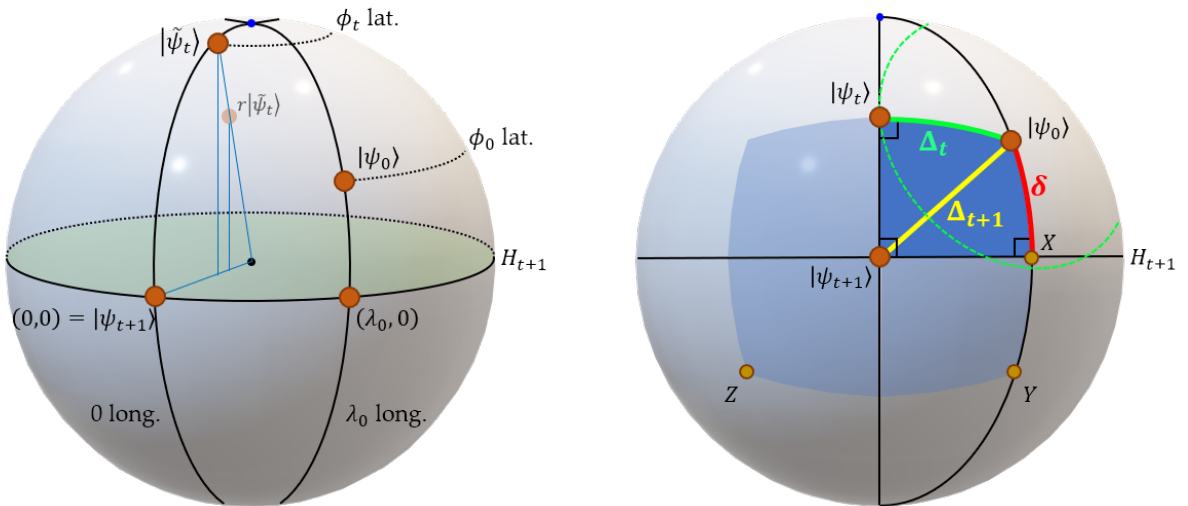 ϕ_t lat.
|ψ̃_t⟩
r|ψ̃_t⟩
ϕ_0 lat.
|ψ_0⟩
H_{t+1}
(0,0) = |ψ_{t+1}⟩
(λ_0, 0)
0 long.
λ_0 long.
|ψ_t⟩
|ψ_0⟩
Δ_t
δ
Δ_{t+1}
X
|ψ_{t+1}⟩
H_{t+1}
Z
Y